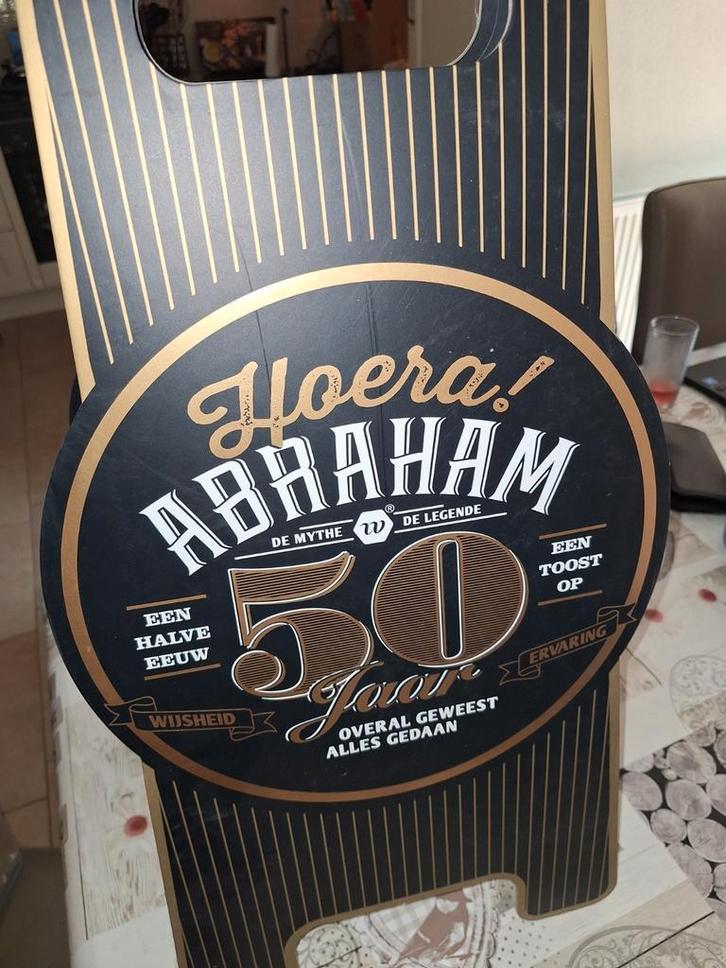 Hoera!
ABRAHAM
DE MYTHE w® DE LEGENDE
50
Jaar
EEN
HALVE
EEUW
EEN
TOOST
OP
WIJSHEID
ERVARING
OVERAL GEWEEST
ALLES GEDAAN